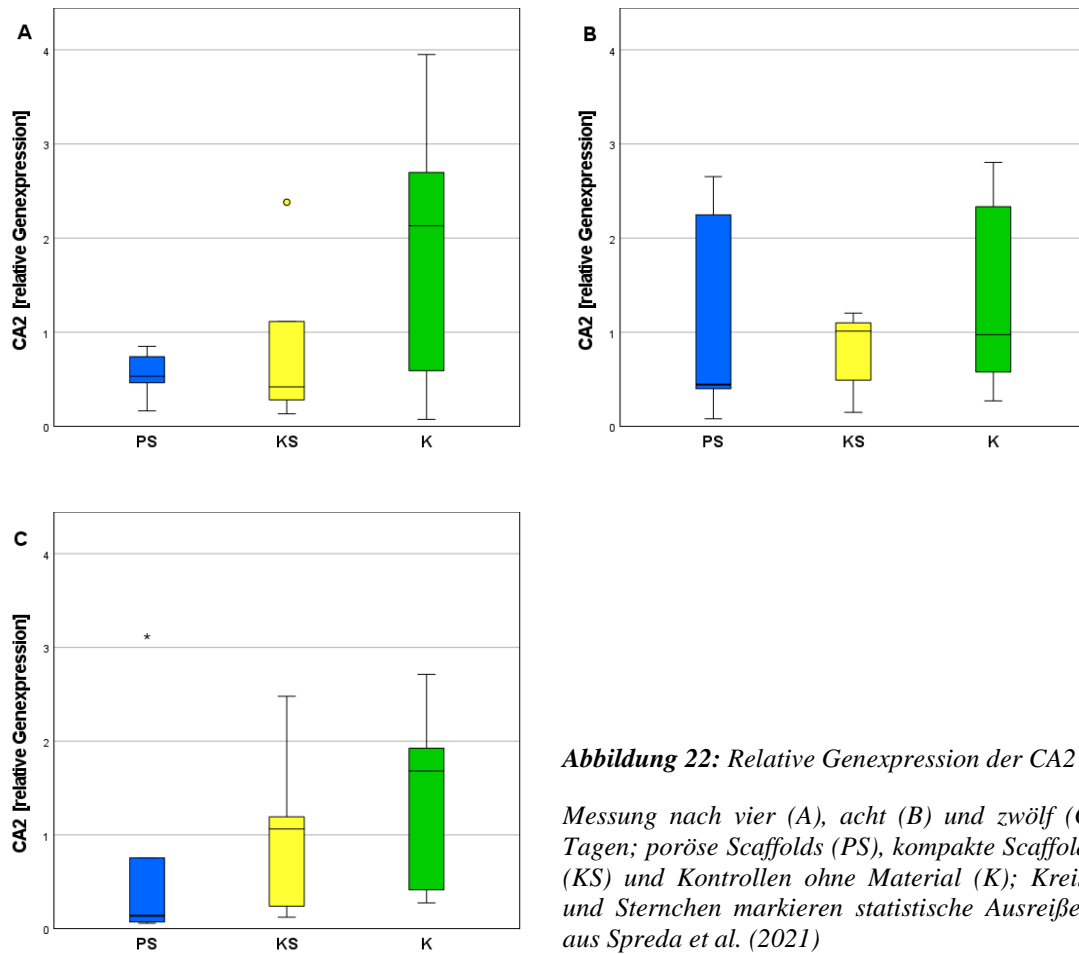 A
CA2 [relative Genexpression]
4
3
2
1
0
PS KS K
B
CA2 [relative Genexpression]
4
3
2
1
0
PS KS K
C
CA2 [relative Genexpression]
4
3
*
2
1
0
PS KS K
Abbildung 22: Relative Genexpression der CA2
Messung nach vier (A), acht (B) und zwölf
Tagen; poröse Scaffolds (PS), kompakte
(KS) und Kontrollen ohne Material (K);
und Sternchen markieren statistische
aus Spreda et al. (2021)